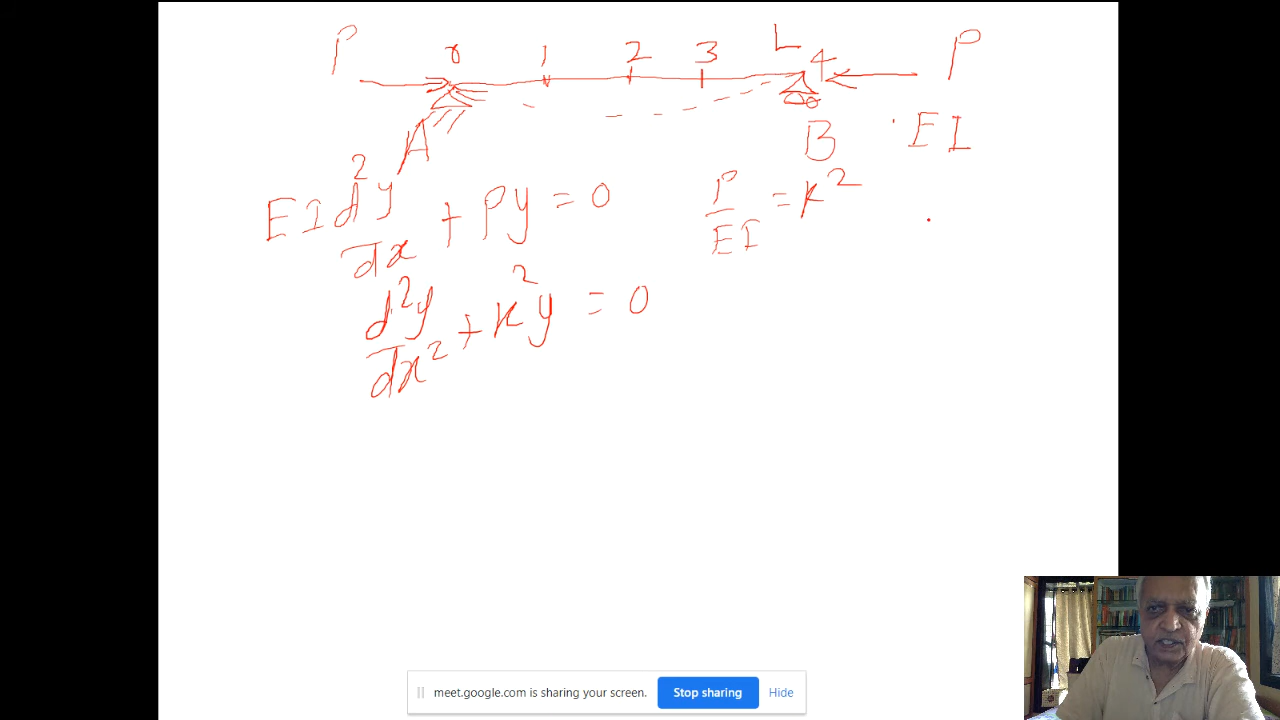 P 0 1 2 3 L 4 P
A B EI
EI d²y/dx + Py = 0 P/EI = k²
d²y/dx² + k²y = 0
meet.google.com is sharing your screen. Stop sharing Hide